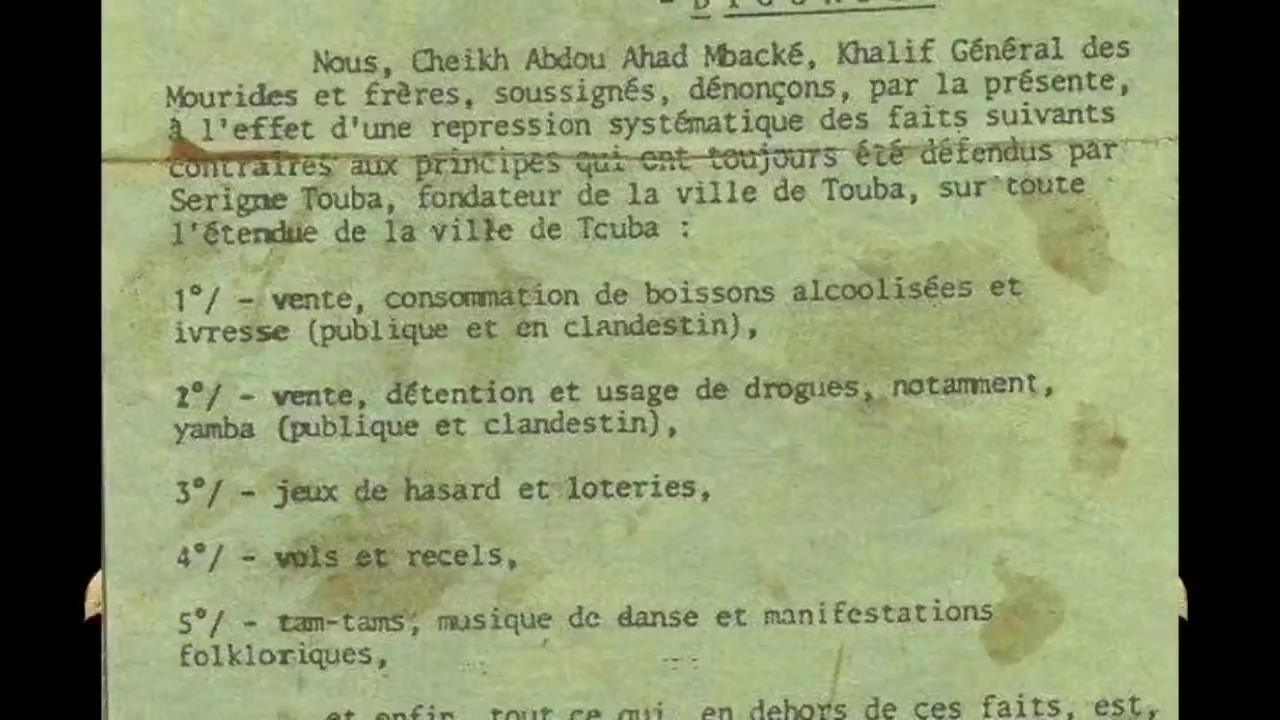 Nous, Cheikh Abdou Ahad Mbacké, Khalif Général des
Mourides et frères, soussignés, dénonçons, par la présente,
à l'effet d'une repression systématique des faits suivants
contraires aux principes qui ont toujours été défendus par
Serigne Touba, fondateur de la ville de Touba, sur toute
l'étendue de la ville de Tcuba :
1°/ - vente, consommation de boissons alcoolisées et
ivresse (publique et en clandestin),
2°/ - vente, détention et usage de drogues, notamment,
yamba (publique et clandestin),
3°/ - jeux de hasard et loteries,
4°/ - vols et recels,
5°/ - tam-tams, musique de danse et manifestations
folkloriques,
et enfin, tout ce qui, en dehors de ces faits, est,